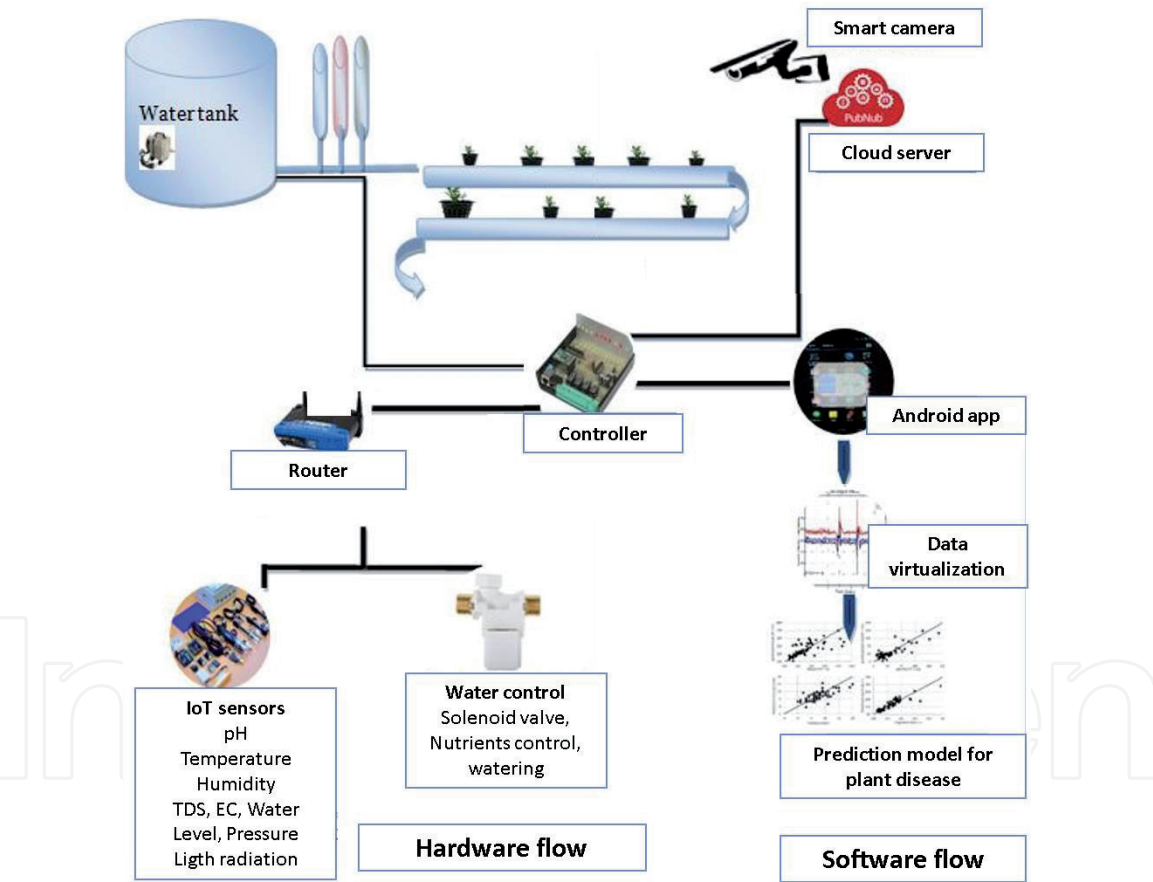 Smart camera
Watertank
PubNub
Cloud server
Controller
Android app
Router
Data
virtualization
IoT sensors
pH
Temperature
Humidity
TDS, EC, Water
Level, Pressure
Ligth radiation
Water control
Solenoid valve,
Nutrients control,
watering
Prediction model for
plant disease
Hardware flow
Software flow